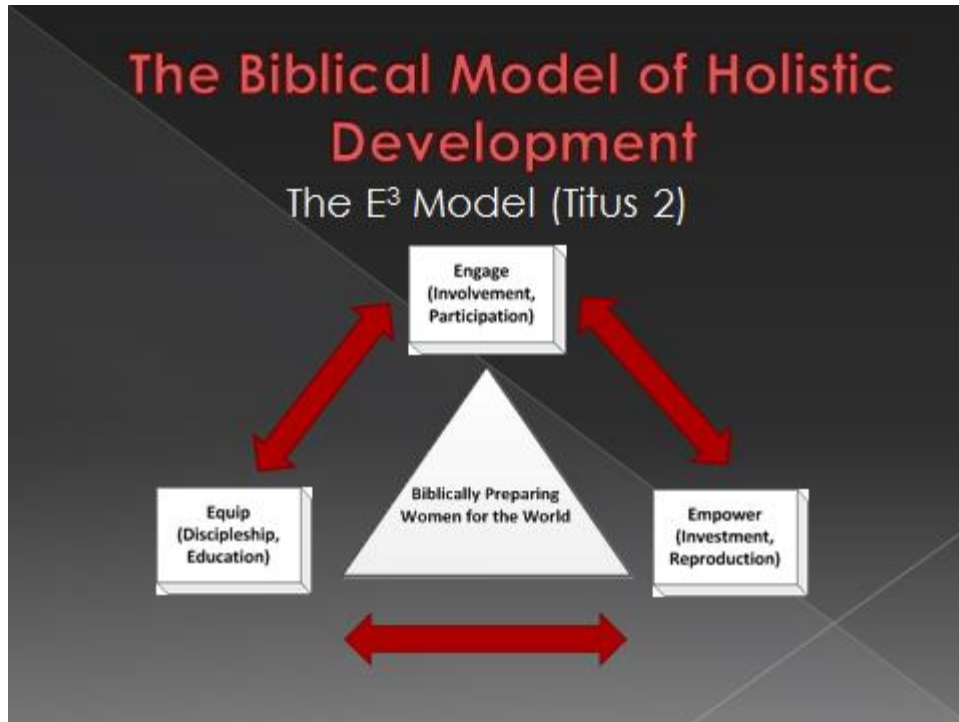 The Biblical Model of Holistic
Development
The E³ Model (Titus 2)
Engage
(Involvement,
Participation)
Equip
(Discipleship,
Education)
Biblically Preparing
Women for the World
Empower
(Investment,
Reproduction)